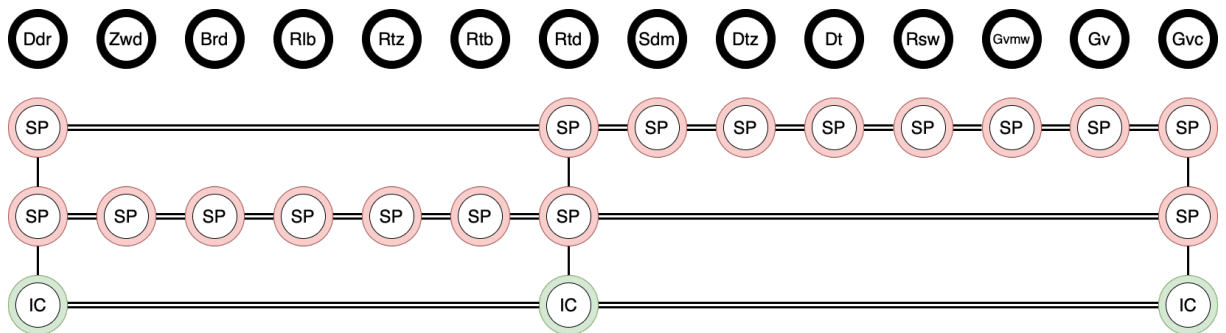 Ddr Zwd Brd Rlb Rtz Rtb Rtd Sdm Dtz Dt Rsw Gvmw Gv Gvc
SP SP SP SP SP SP SP SP SP
SP SP SP SP SP SP SP SP
IC IC IC